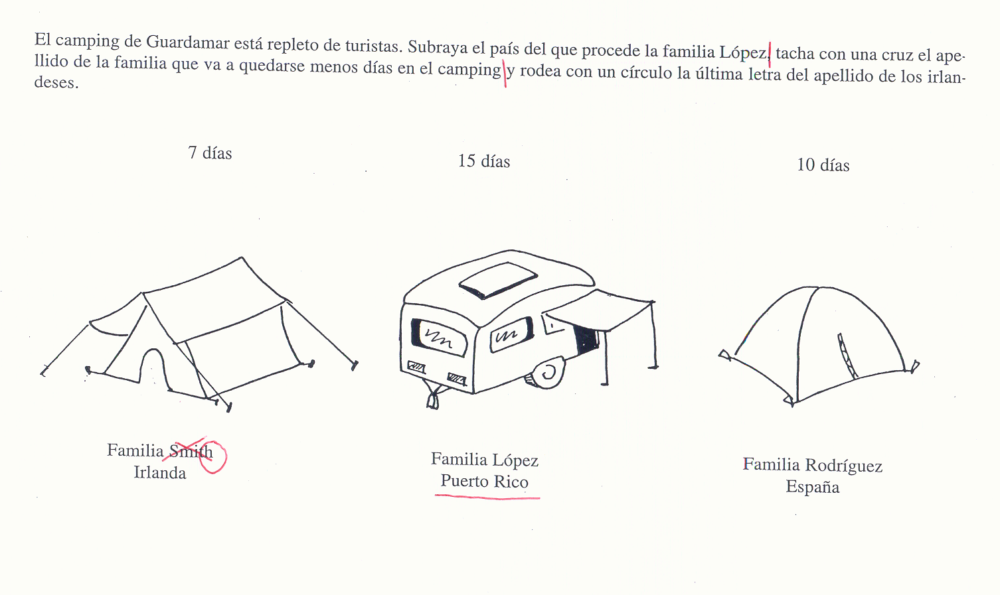 El camping de Guardamar está repleto de turistas. Subraya el país del que procede la familia López, tacha con una cruz el ape-
llido de la familia que va a quedarse menos días en el camping y rodea con un círculo la última letra del apellido de los irlan-
deses.
7 días
15 días
10 días
Familia Smith
Irlanda
Familia López
Puerto Rico
Familia Rodríguez
España